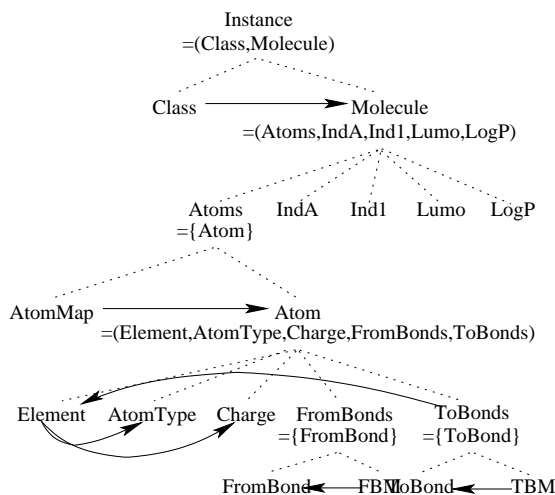 Instance
=(Class,Molecule)
Class Molecule
=(Atoms,IndA,Ind1,Lumo,LogP)
Atoms IndA Ind1 Lumo LogP
={Atom}
AtomMap Atom
=(Element,AtomType,Charge,FromBonds,ToBonds)
Element AtomType Charge FromBonds ToBonds
={FromBond} ={ToBond}
FromBond FBM ToBond TBM